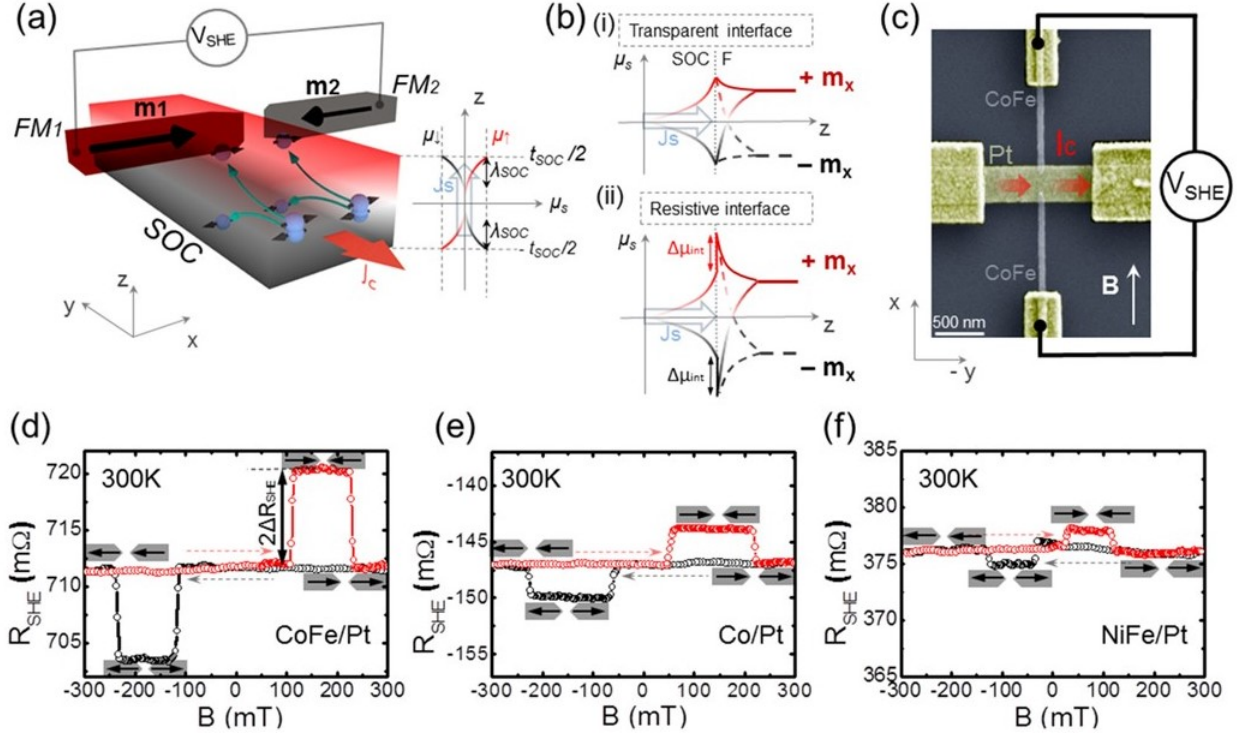 (a)
V_SHE
FM1
m1
m2
FM2
SOC
Jc
z
y
x
z
μ↓
μ↑
t_SOC/2
λ_SOC
Js
μ_s
λ_SOC
- t_SOC/2
(b)
(i)
Transparent interface
μ_s
SOC
F
+ m_x
Js
z
− m_x
(ii)
Resistive interface
μ_s
Δμ_int
+ m_x
Js
z
Δμ_int
− m_x
(c)
CoFe
Pt
I_C
V_SHE
CoFe
B
500 nm
x
- y
(d)
300K
2ΔR_SHE
CoFe/Pt
R_SHE (mΩ)
720
715
710
705
-300 -200 -100 0 100 200 300
B (mT)
(e)
300K
Co/Pt
R_SHE (mΩ)
-140
-145
-150
-155
-300 -200 -100 0 100 200 300
B (mT)
(f)
300K
NiFe/Pt
R_SHE (mΩ)
385
380
375
370
365
-300 -200 -100 0 100 200 300
B (mT)